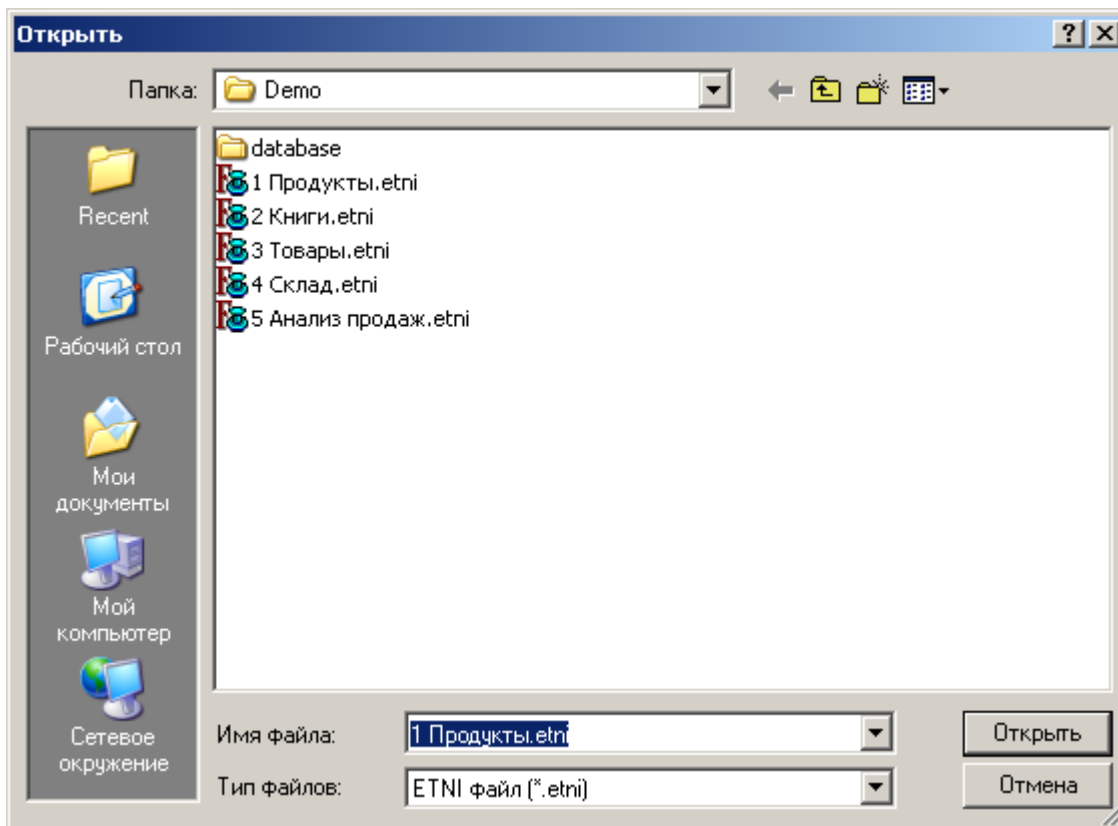 Открыть
Папка: Demo
database
1 Продукты.etni
2 Книги.etni
3 Товары.etni
4 Склад.etni
5 Анализ продаж.etni
Recent
Рабочий стол
Мои
документы
Мой
компьютер
Сетевое
окружение
Имя файла: 1 Продукты.etni Открыть
Тип файлов: ETNI файл (*.etni) Отмена